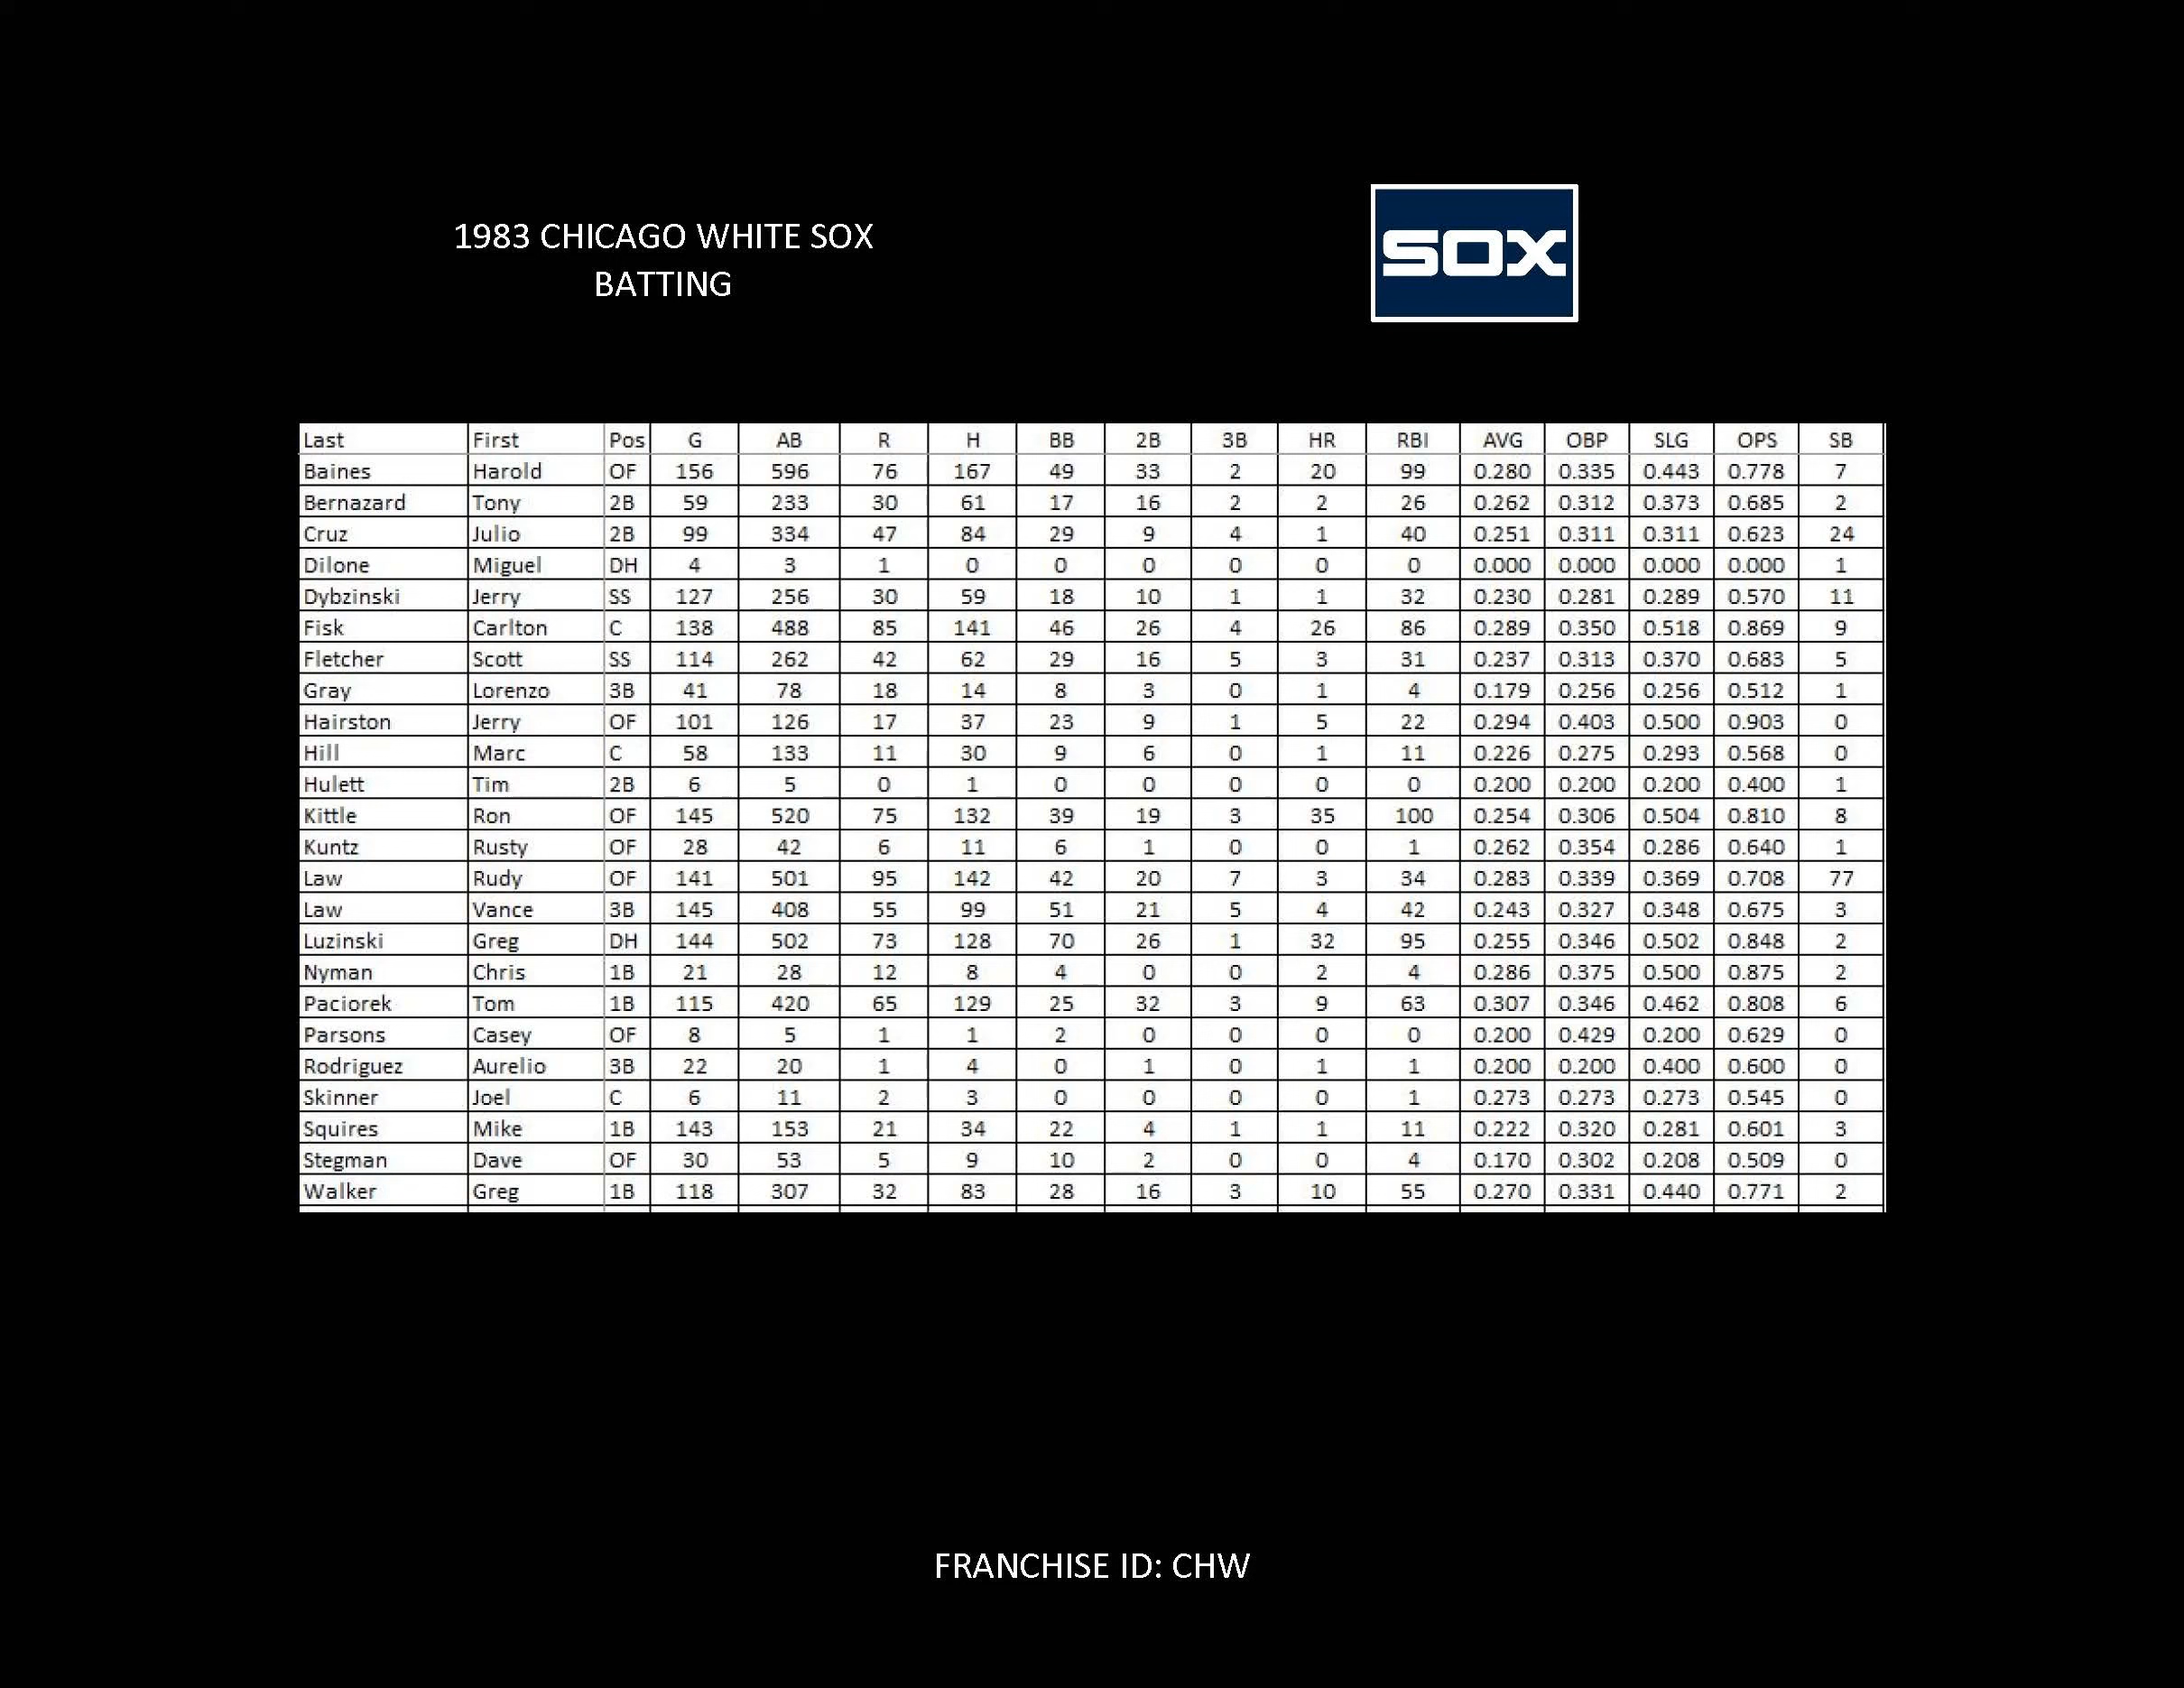 1983 CHICAGO WHITE SOX
BATTING
SOX
Last First Pos G AB R H BB 2B 3B HR RBI AVG OBP SLG OPS SB
Baines Harold OF 156 596 76 167 49 33 2 20 99 0.280 0.335 0.443 0.778 7
Bernazard Tony 2B 59 233 30 61 17 16 2 2 26 0.262 0.312 0.373 0.685 2
Cruz Julio 2B 99 334 47 84 29 9 4 1 40 0.251 0.311 0.311 0.623 24
Dilone Miguel DH 4 3 1 0 0 0 0 0 0 0.000 0.000 0.000 0.000 1
Dybzinski Jerry SS 127 256 30 59 18 10 1 1 32 0.230 0.281 0.289 0.570 11
Fisk Carlton C 138 488 85 141 46 26 4 26 86 0.289 0.350 0.518 0.869 9
Fletcher Scott SS 114 262 42 62 29 16 5 3 31 0.237 0.313 0.370 0.683 5
Gray Lorenzo 3B 41 78 18 14 8 3 0 1 4 0.179 0.256 0.256 0.512 1
Hairston Jerry OF 101 126 17 37 23 9 1 5 22 0.294 0.403 0.500 0.903 0
Hill Marc C 58 133 11 30 9 6 0 1 11 0.226 0.275 0.293 0.568 0
Hulett Tim 2B 6 5 0 1 0 0 0 0 0 0.200 0.200 0.200 0.400 1
Kittle Ron OF 145 520 75 132 39 19 3 35 100 0.254 0.306 0.504 0.810 8
Kuntz Rusty OF 28 42 6 11 6 1 0 0 1 0.262 0.354 0.286 0.640 1
Law Rudy OF 141 501 95 142 42 20 7 3 34 0.283 0.339 0.369 0.708 77
Law Vance 3B 145 408 55 99 51 21 5 4 42 0.243 0.327 0.348 0.675 3
Luzinski Greg DH 144 502 73 128 70 26 1 32 95 0.255 0.346 0.502 0.848 2
Nyman Chris 1B 21 28 12 8 4 0 0 2 4 0.286 0.375 0.500 0.875 2
Paciorek Tom 1B 115 420 65 129 25 32 3 9 63 0.307 0.346 0.462 0.808 6
Parsons Casey OF 8 5 1 1 2 0 0 0 0 0.200 0.429 0.200 0.629 0
Rodriguez Aurelio 3B 22 20 1 4 0 1 0 1 1 0.200 0.200 0.400 0.600 0
Skinner Joel C 6 11 2 3 0 0 0 0 1 0.273 0.273 0.273 0.545 0
Squires Mike 1B 143 153 21 34 22 4 1 1 11 0.222 0.320 0.281 0.601 3
Stegman Dave OF 30 53 5 9 10 2 0 0 4 0.170 0.302 0.208 0.509 0
Walker Greg 1B 118 307 32 83 28 16 3 10 55 0.270 0.331 0.440 0.771 2
FRANCHISE ID: CHW